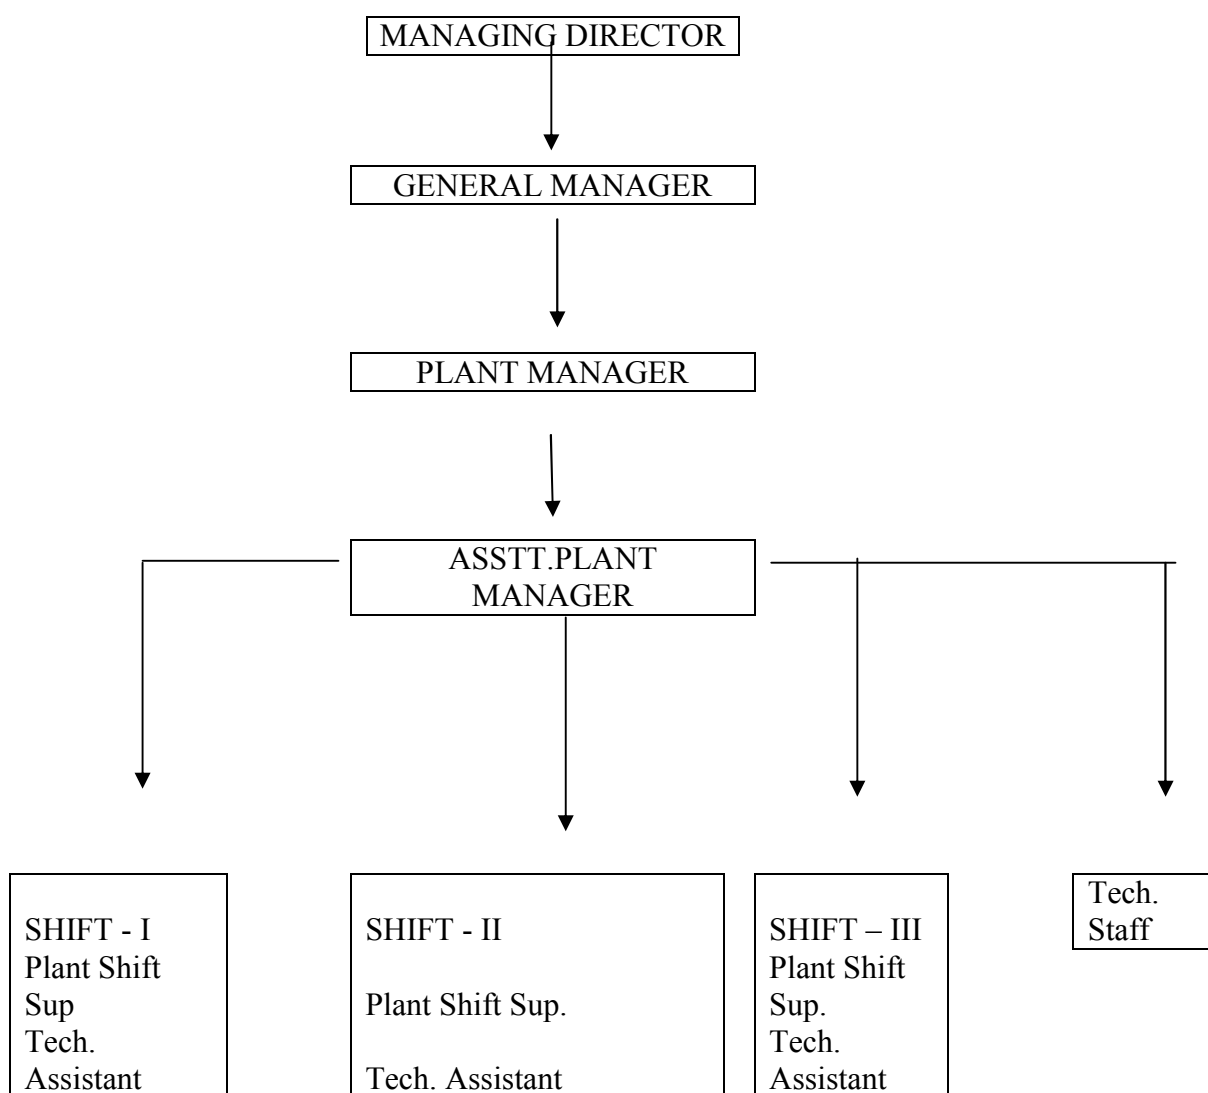 MANAGING DIRECTOR
GENERAL MANAGER
PLANT MANAGER
ASSTT.PLANT
MANAGER
SHIFT - I
Plant Shift
Sup
Tech.
Assistant
SHIFT - II
Plant Shift Sup.
Tech. Assistant
SHIFT – III
Plant Shift
Sup.
Tech.
Assistant
Tech.
Staff